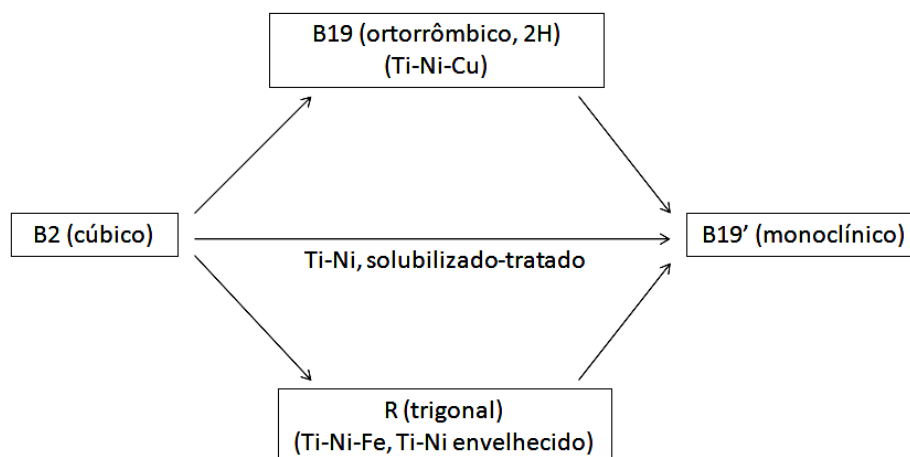 B19 (ortorrômbico, 2H)
(Ti-Ni-Cu)
B2 (cúbico)
B19’ (monoclínico)
Ti-Ni, solubilizado-tratado
R (trigonal)
(Ti-Ni-Fe, Ti-Ni envelhecido)